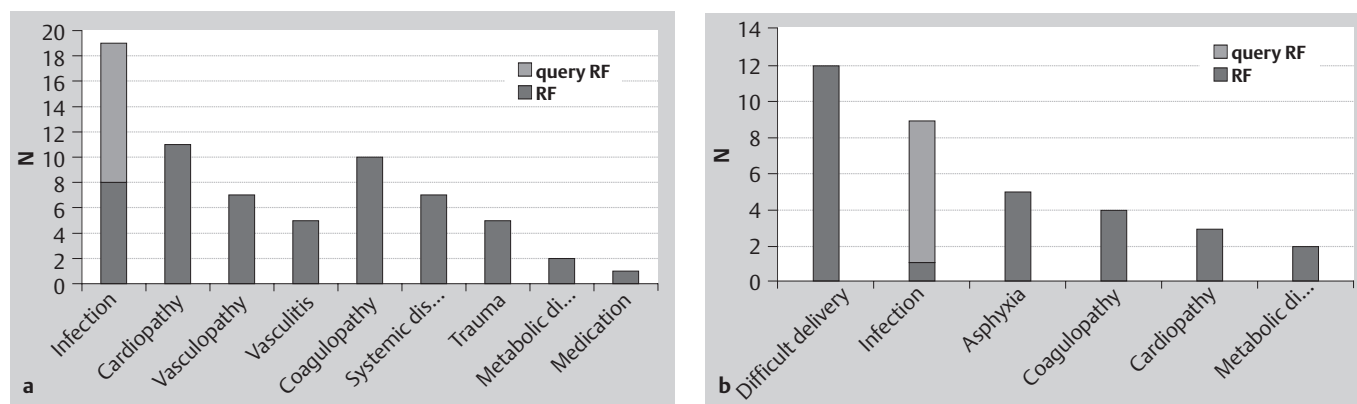 20
18
16
14
12
10
8
6
4
2
0
N
query RF
RF
Infection
Cardiopathy
Vasculopathy
Vasculitis
Coagulopathy
Systemic dis...
Trauma
Metabolic di...
Medication
a
14
12
10
8
6
4
2
0
N
query RF
RF
Difficult delivery
Infection
Asphyxia
Coagulopathy
Cardiopathy
Metabolic di...
b